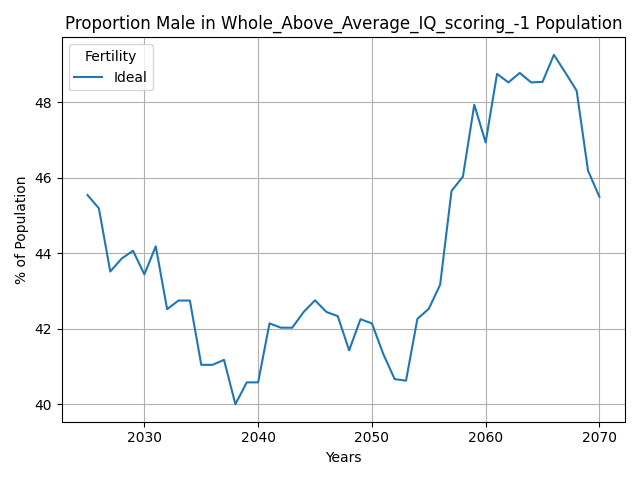 Proportion Male in Whole_Above_Average_IQ_scoring_-1 Population
Fertility
Ideal
48
46
44
42
40
% of Population
2030 2040 2050 2060 2070
Years